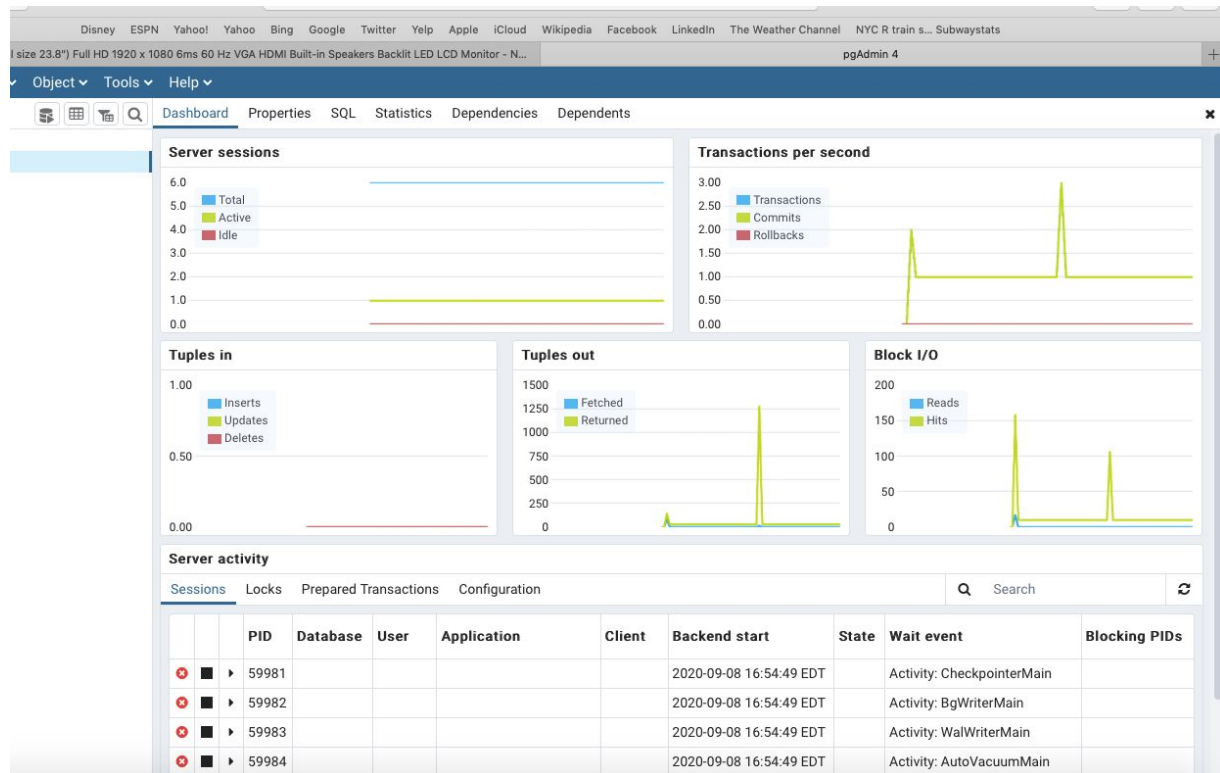 Disney ESPN Yahoo! Yahoo Bing Google Twitter Yelp Apple iCloud Wikipedia Facebook LinkedIn The Weather Channel NYC R train s... Subwaystats
l size 23.8") Full HD 1920 x 1080 6ms 60 Hz VGA HDMI Built-in Speakers Backlit LED LCD Monitor - N... pgAdmin 4 +
Object Tools Help
Dashboard Properties SQL Statistics Dependencies Dependents
Server sessions
6.0
5.0
4.0
3.0
2.0
1.0
0.0
Total
Active
Idle
Transactions per second
3.00
2.50
2.00
1.50
1.00
0.50
0.00
Transactions
Commits
Rollbacks
Tuples in
1.00
0.50
0.00
Inserts
Updates
Deletes
Tuples out
1500
1250
1000
750
500
250
0
Fetched
Returned
Block I/O
200
150
100
50
0
Reads
Hits
Server activity
Sessions Locks Prepared Transactions Configuration Search
PID Database User Application Client Backend start State Wait event Blocking PIDs
59981 2020-09-08 16:54:49 EDT Activity: CheckpointerMain
59982 2020-09-08 16:54:49 EDT Activity: BgWriterMain
59983 2020-09-08 16:54:49 EDT Activity: WalWriterMain
59984 2020-09-08 16:54:49 EDT Activity: AutoVacuumMain